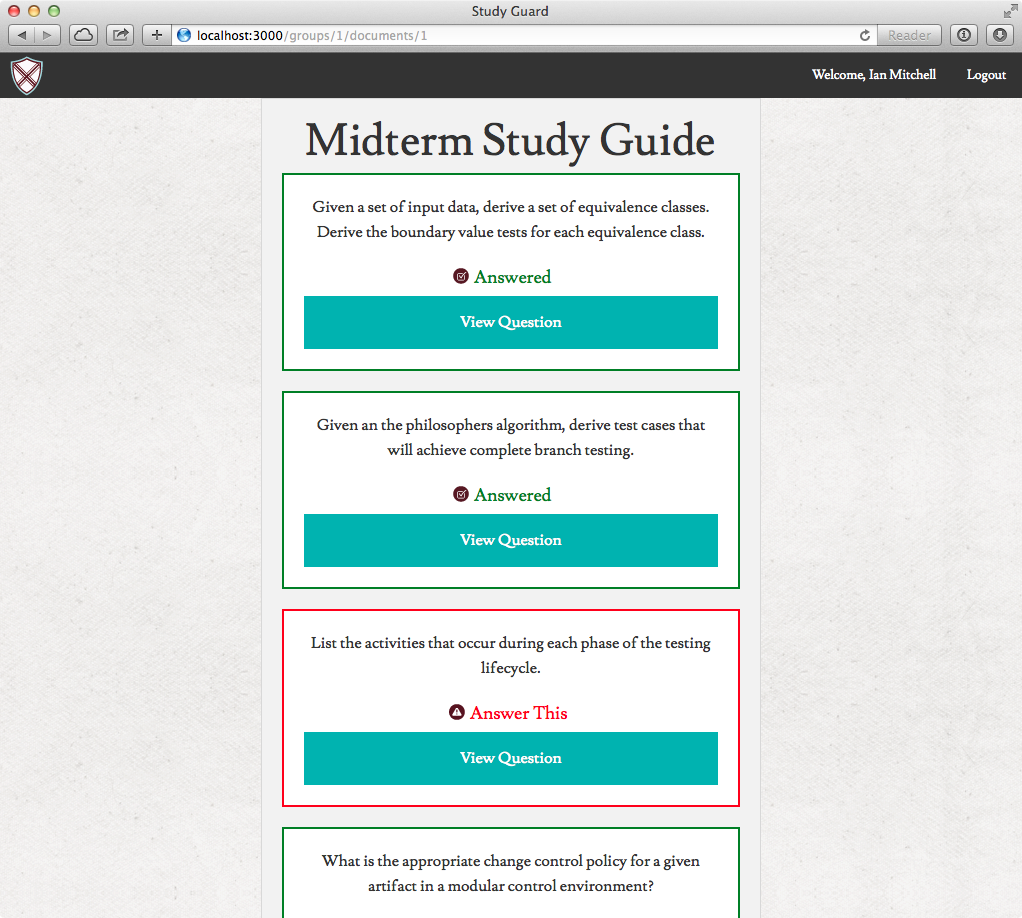 Study Guard
localhost:3000/groups/1/documents/1
Reader
Welcome, Ian Mitchell
Logout
Midterm Study Guide
Given a set of input data, derive a set of equivalence classes.
Derive the boundary value tests for each equivalence class.
Answered
View Question
Given an the philosophers algorithm, derive test cases that
will achieve complete branch testing.
Answered
View Question
List the activities that occur during each phase of the testing
lifecycle.
Answer This
View Question
What is the appropriate change control policy for a given
artifact in a modular control environment?